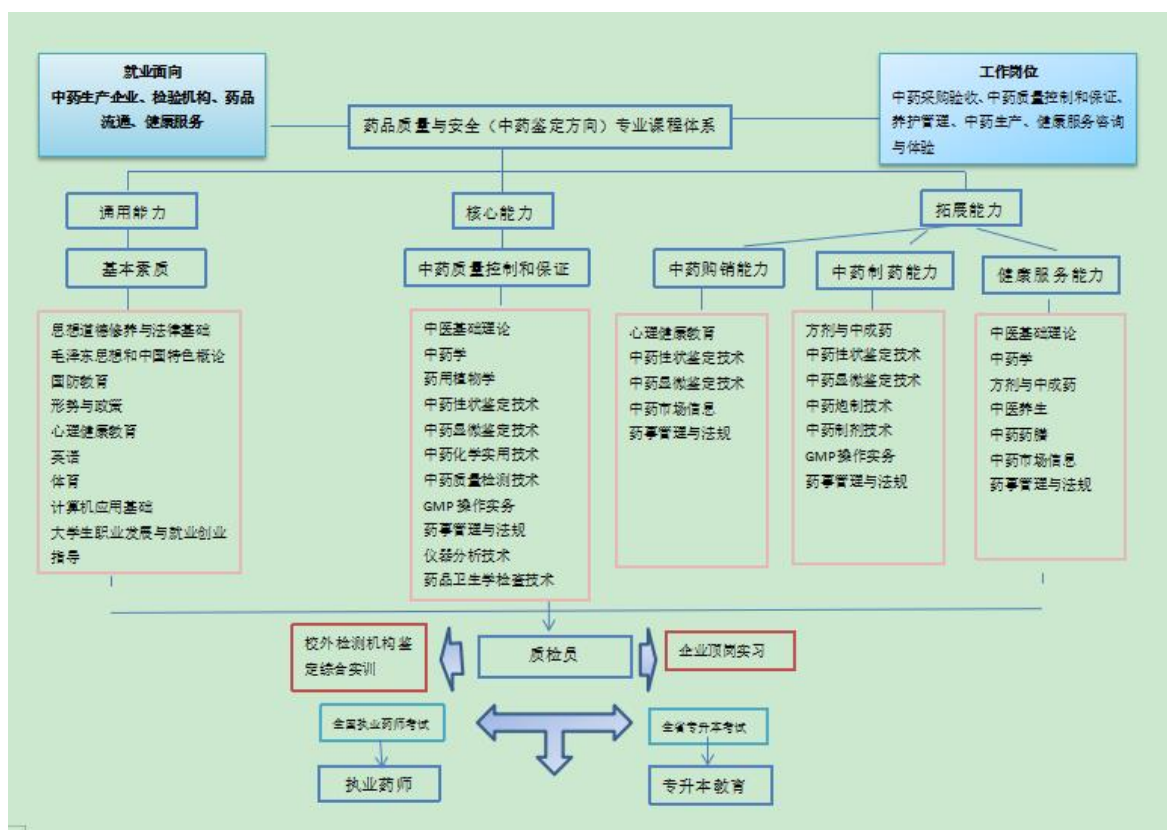 就业面向
中药生产企业、检验机构、药品
流通、健康服务
药品质量与安全（中药鉴定方向）专业课程体系
工作岗位
中药采购验收、中药质量控制和保证、
养护管理、中药生产、健康服务咨询
与体验
通用能力
核心能力
拓展能力
基本素质
中药质量控制和保证
中药购销能力
中药制药能力
健康服务能力
思想道德修养与法律基础
毛泽东思想和中国特色概论
国防教育
形势与政策
心理健康教育
英语
体育
计算机应用基础
大学生职业发展与就业创业
指导
中医基础理论
中药学
药用植物学
中药性状鉴定技术
中药显微鉴定技术
中药化学实用技术
中药质量检测技术
GMP 操作实务
药事管理与法规
仪器分析技术
药品卫生学检查技术
心理健康教育
中药性状鉴定技术
中药显微鉴定技术
中药市场信息
药事管理与法规
方剂与中成药
中药性状鉴定技术
中药显微鉴定技术
中药炮制技术
中药制剂技术
GMP 操作实务
药事管理与法规
中医基础理论
中药学
方剂与中成药
中医养生
中药药膳
中药市场信息
药事管理与法规
校外检测机构鉴
定综合实训
质检员
企业顶岗实习
全国执业药师考试
全省专升本考试
执业药师
专升本教育